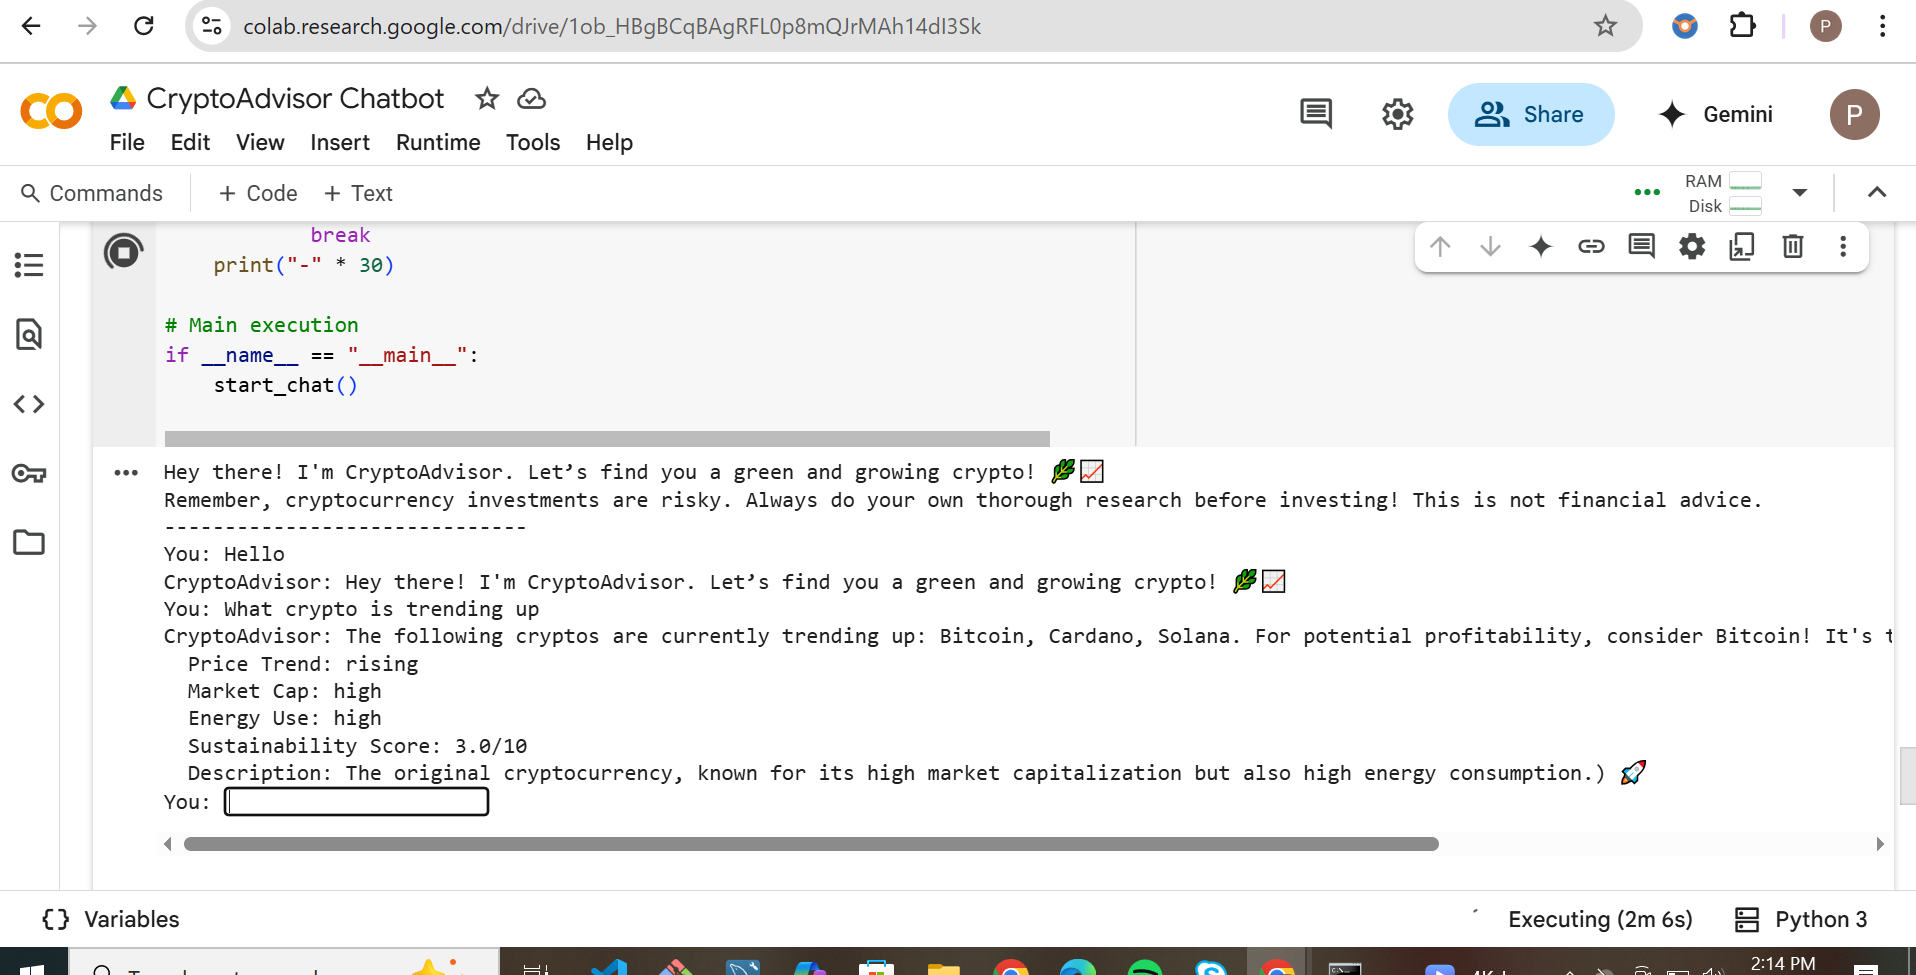 colab.research.google.com/drive/1ob_HBgBCqBAgRFL0p8mQJrMAh14dI3Sk
P
CryptoAdvisor Chatbot
File Edit View Insert Runtime Tools Help
Share
Gemini
P
Commands
+ Code + Text
RAM
Disk
break
print("-" * 30)
# Main execution
if __name__ == "__main__":
start_chat()
Hey there! I'm CryptoAdvisor. Let’s find you a green and growing crypto! 🌿📈
Remember, cryptocurrency investments are risky. Always do your own thorough research before investing! This is not financial advice.
------------------------------
You: Hello
CryptoAdvisor: Hey there! I'm CryptoAdvisor. Let’s find you a green and growing crypto! 🌿📈
You: What crypto is trending up
CryptoAdvisor: The following cryptos are currently trending up: Bitcoin, Cardano, Solana. For potential profitability, consider Bitcoin! It's
Price Trend: rising
Market Cap: high
Energy Use: high
Sustainability Score: 3.0/10
Description: The original cryptocurrency, known for its high market capitalization but also high energy consumption.) 🚀
You:
Variables
Executing (2m 6s)
Python 3
2:14 PM